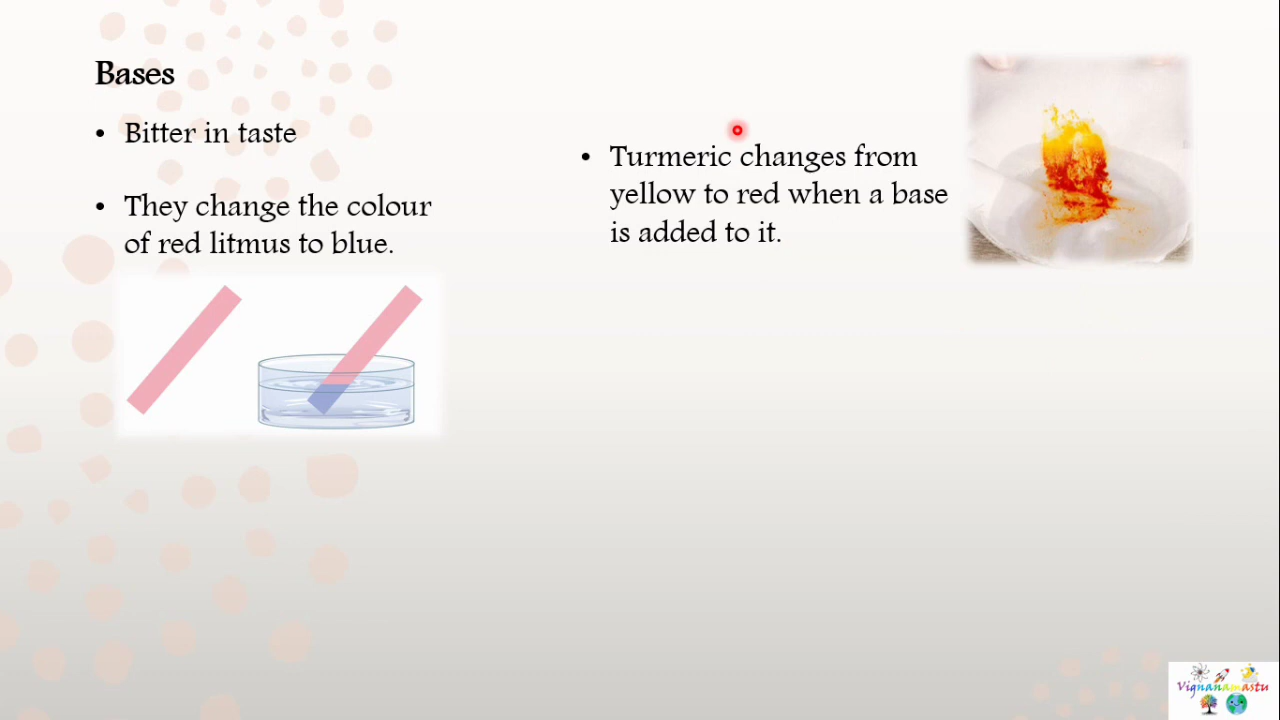 Bases
• Bitter in taste
• They change the colour
of red litmus to blue.
• Turmeric changes from
yellow to red when a base
is added to it.
Vignanamastu